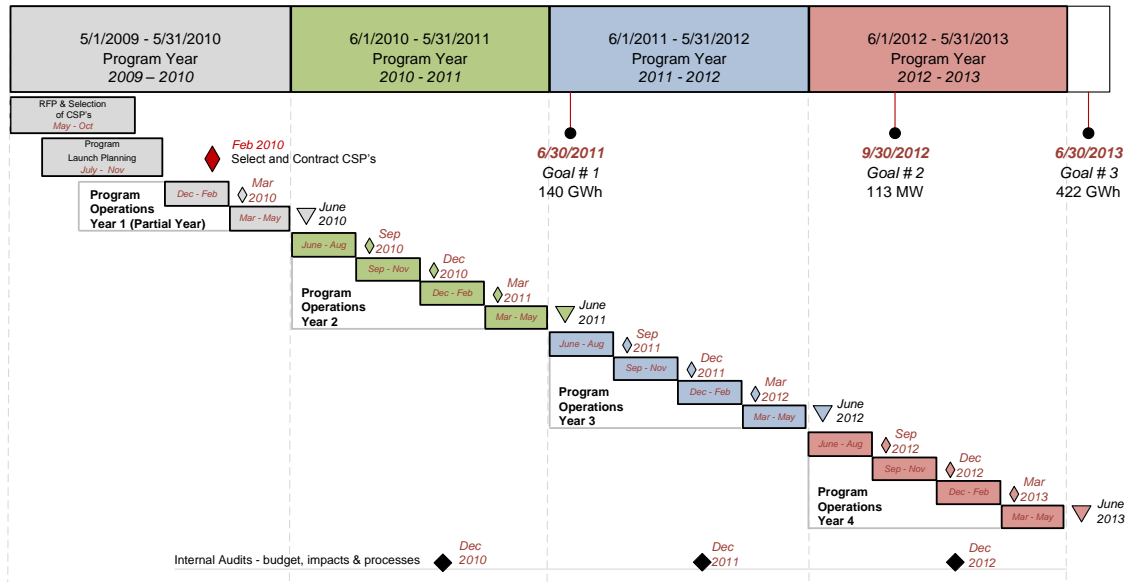 5/1/2009 - 5/31/2010
Program Year
2009 – 2010
6/1/2010 - 5/31/2011
Program Year
2010 - 2011
6/1/2011 - 5/31/2012
Program Year
2011 - 2012
6/1/2012 - 5/31/2013
Program Year
2012 - 2013
RFP & Selection
of CSP's
May - Oct
Program
Launch Planning
July - Nov
Feb 2010
Select and Contract CSP's
6/30/2011
Goal # 1
140 GWh
9/30/2012
Goal # 2
113 MW
6/30/2013
Goal # 3
422 GWh
Program
Operations
Year 1 (Partial Year)
Dec - Feb
Mar
2010
Mar - May
June
2010
June - Aug
Sep
2010
Sep - Nov
Dec
2010
Dec - Feb
Mar
2011
Mar - May
June
2011
Program
Operations
Year 2
June - Aug
Sep
2011
Sep - Nov
Dec
2011
Dec - Feb
Mar
2012
Mar - May
June
2012
Program
Operations
Year 3
June - Aug
Sep
2012
Sep - Nov
Dec
2012
Dec - Feb
Mar
2013
Mar - May
June
2013
Program
Operations
Year 4
Internal Audits - budget, impacts & processes
Dec
2010
Dec
2011
Dec
2012